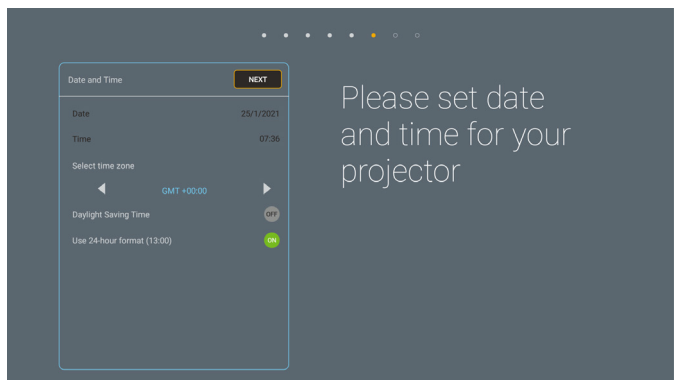 Date and Time NEXT
Date 25/1/2021
Time 07:36
Select time zone
GMT +00:00
Daylight Saving Time OFF
Use 24-hour format (13:00) ON
Please set date
and time for your
projector